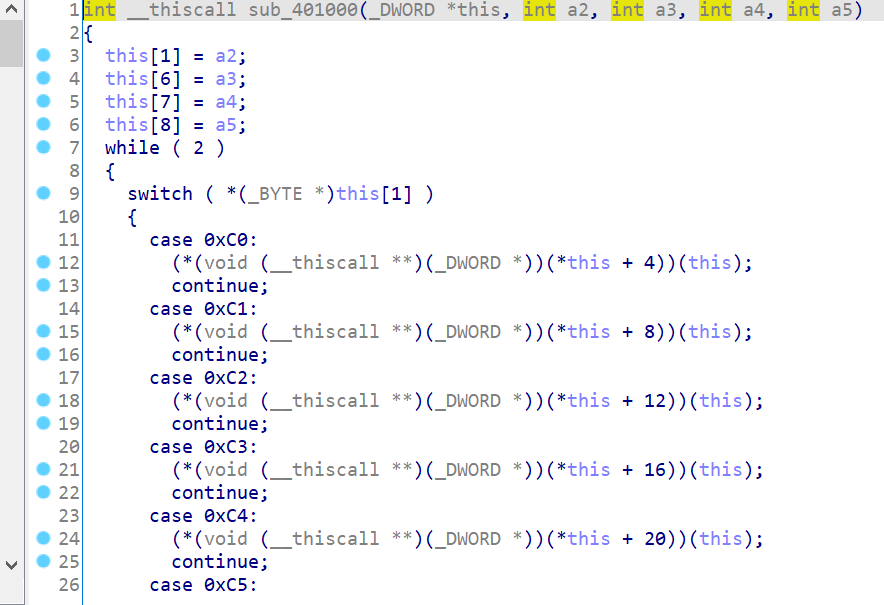 1 int __thiscall sub_401000(_DWORD *this, int a2, int a3, int a4, int a5)
2 {
3 this[1] = a2;
4 this[6] = a3;
5 this[7] = a4;
6 this[8] = a5;
7 while ( 2 )
8 {
9 switch ( *(_BYTE *)this[1] )
10 {
11 case 0xC0:
12 (*(void (__thiscall **)(_DWORD *))(*this + 4))(this);
13 continue;
14 case 0xC1:
15 (*(void (__thiscall **)(_DWORD *))(*this + 8))(this);
16 continue;
17 case 0xC2:
18 (*(void (__thiscall **)(_DWORD *))(*this + 12))(this);
19 continue;
20 case 0xC3:
21 (*(void (__thiscall **)(_DWORD *))(*this + 16))(this);
22 continue;
23 case 0xC4:
24 (*(void (__thiscall **)(_DWORD *))(*this + 20))(this);
25 continue;
26 case 0xC5: